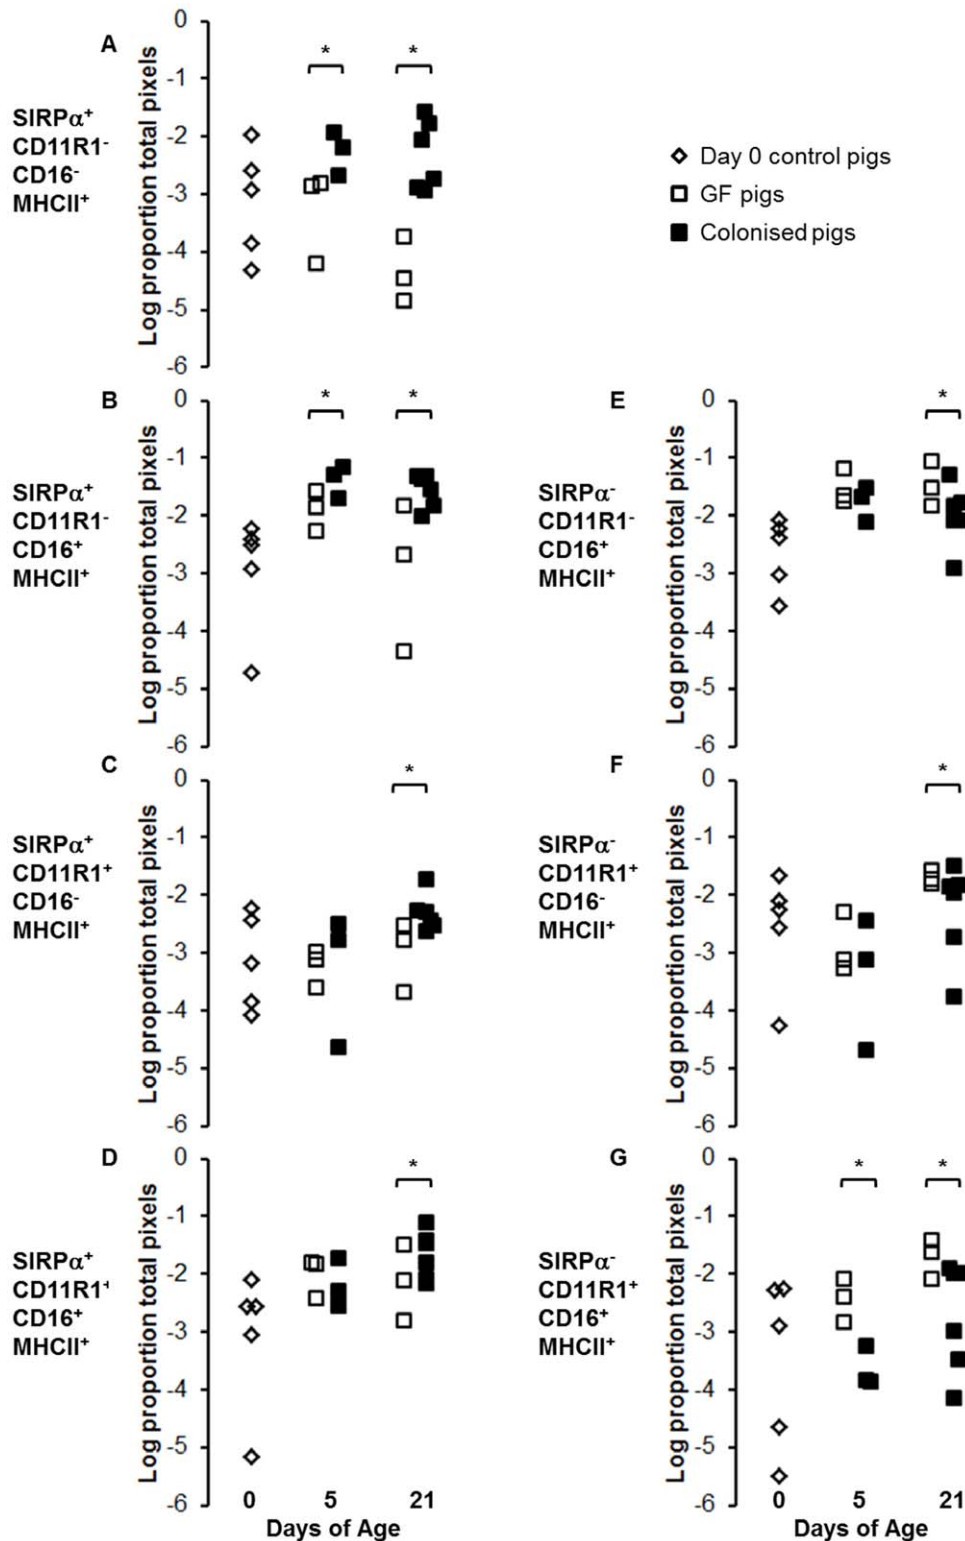 A
SIRPα⁺
CD11R1⁻
CD16⁻
MHCII⁺
Log proportion total pixels
0
-1
-2
-3
-4
-5
-6
*
*
Day 0 control pigs
GF pigs
Colonised pigs
B
SIRPα⁺
CD11R1⁻
CD16⁺
MHCII⁺
Log proportion total pixels
0
-1
-2
-3
-4
-5
-6
*
*
E
SIRPα⁻
CD11R1⁻
CD16⁺
MHCII⁺
Log proportion total pixels
0
-1
-2
-3
-4
-5
-6
*
C
SIRPα⁺
CD11R1⁺
CD16⁻
MHCII⁺
Log proportion total pixels
0
-1
-2
-3
-4
-5
-6
*
F
SIRPα⁻
CD11R1⁺
CD16⁻
MHCII⁺
Log proportion total pixels
0
-1
-2
-3
-4
-5
-6
*
D
SIRPα⁺
CD11R1⁺
CD16⁺
MHCII⁺
Log proportion total pixels
0
-1
-2
-3
-4
-5
-6
*
0 5 21
Days of Age
G
SIRPα⁻
CD11R1⁺
CD16⁺
MHCII⁺
Log proportion total pixels
0
-1
-2
-3
-4
-5
-6
*
*
0 5 21
Days of Age